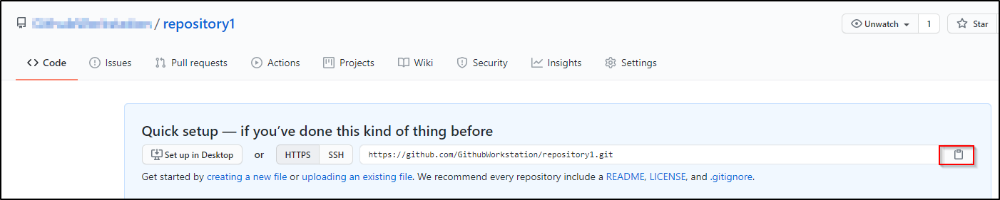 / repository1
Unwatch 1 Star
Code Issues Pull requests Actions Projects Wiki Security Insights Settings
Quick setup — if you've done this kind of thing before
Set up in Desktop or HTTPS SSH https://github.com/GithubWorkstation/repository1.git
Get started by creating a new file or uploading an existing file. We recommend every repository include a README, LICENSE, and .gitignore.